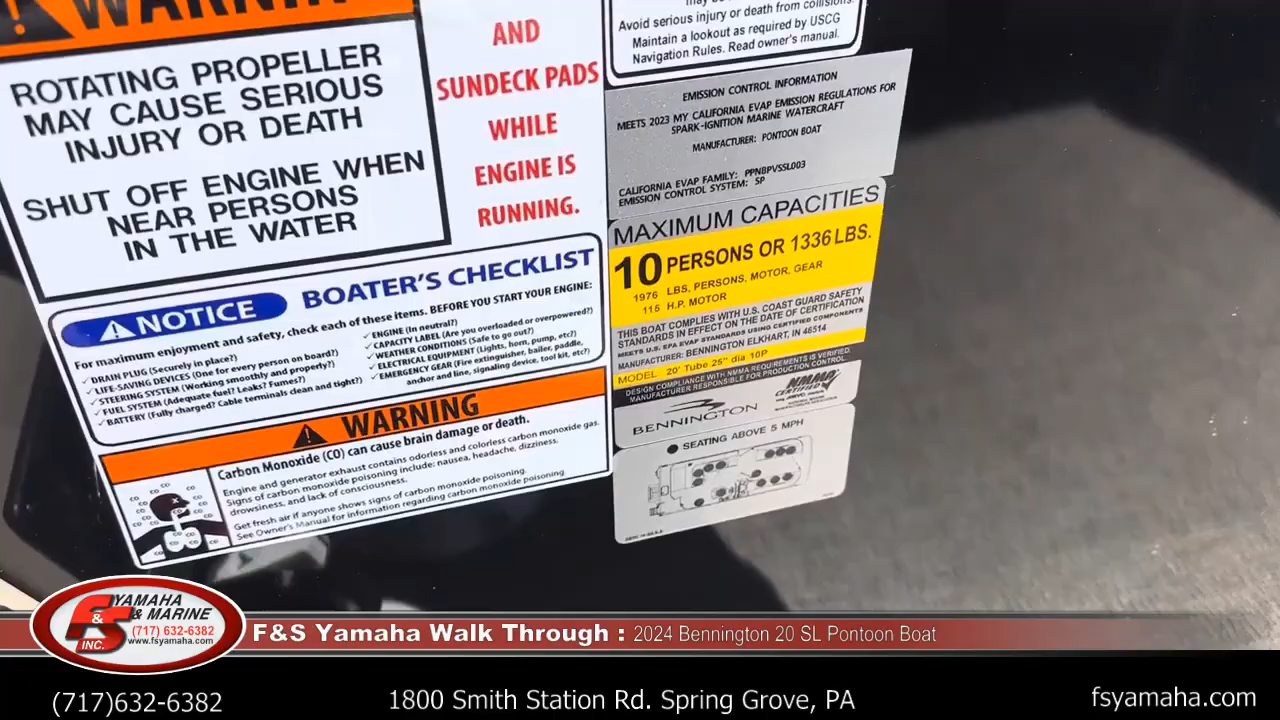 WARNING
ROTATING PROPELLER
MAY CAUSE SERIOUS
INJURY OR DEATH
SHUT OFF ENGINE WHEN
NEAR PERSONS
IN THE WATER
AND
SUNDECK PADS
WHILE
ENGINE IS
RUNNING.
NOTICE
BOATER'S CHECKLIST
For maximum enjoyment and safety, check each of these items. BEFORE YOU START YOUR ENGINE:
✓ DRAIN PLUG (Securely in place?)
✓ LIFE-SAVING DEVICES (One for every person on board?)
✓ STEERING SYSTEM (Working smoothly and properly?)
✓ FUEL SYSTEM (Adequate fuel? Leaks? Fumes?)
✓ BATTERY (Fully charged? Cable terminals clean and tight?)
✓ ENGINE (In neutral?)
✓ CAPACITY LABEL (Are you overloaded or overpowered?)
✓ WEATHER CONDITIONS (Safe to go out?)
✓ ELECTRICAL EQUIPMENT (Lights, horn, pump, etc?)
✓ EMERGENCY GEAR (Fire extinguisher, bailer, paddle,
anchor and line, signaling device, tool kit, etc?)
WARNING
Carbon Monoxide (CO) can cause brain damage or death.
Engine and generator exhaust contains odorless and colorless carbon monoxide gas.
Signs of carbon monoxide poisoning include: nausea, headache, dizziness,
drowsiness, and lack of consciousness.
Get fresh air if anyone shows signs of carbon monoxide poisoning.
See Owner's Manual for information regarding carbon monoxide poisoning.
may be
Avoid serious injury or death from collisions.
Maintain a lookout as required by USCG
Navigation Rules. Read owner's manual.
EMISSION CONTROL INFORMATION
MEETS 2023 MY CALIFORNIA EVAP EMISSION REGULATIONS FOR
SPARK-IGNITION MARINE WATERCRAFT
MANUFACTURER: PONTOON BOAT
CALIFORNIA EVAP FAMILY: PPNBPVSSL003
EMISSION CONTROL SYSTEM: SP
MAXIMUM CAPACITIES
10 PERSONS OR 1336 LBS.
1976 LBS, PERSONS, MOTOR, GEAR
115 H.P. MOTOR
THIS BOAT COMPLIES WITH U.S. COAST GUARD SAFETY
STANDARDS IN EFFECT ON THE DATE OF CERTIFICATION
MEETS U.S. EPA EVAP STANDARDS USING CERTIFIED COMPONENTS
MANUFACTURER: BENNINGTON ELKHART, IN 46514
MODEL 20' Tube 25" dia 10P
DESIGN COMPLIANCE WITH NMMA REQUIREMENTS IS VERIFIED.
MANUFACTURER RESPONSIBLE FOR PRODUCTION CONTROL.
BENNINGTON
NMMA
CERTIFIED
SEATING ABOVE 5 MPH
YAMAHA
& MARINE
F&S
INC.
(717) 632-6382
www.fsyamaha.com
F&S Yamaha Walk Through : 2024 Bennington 20 SL Pontoon Boat
(717)632-6382
1800 Smith Station Rd. Spring Grove, PA
fsyamaha.com